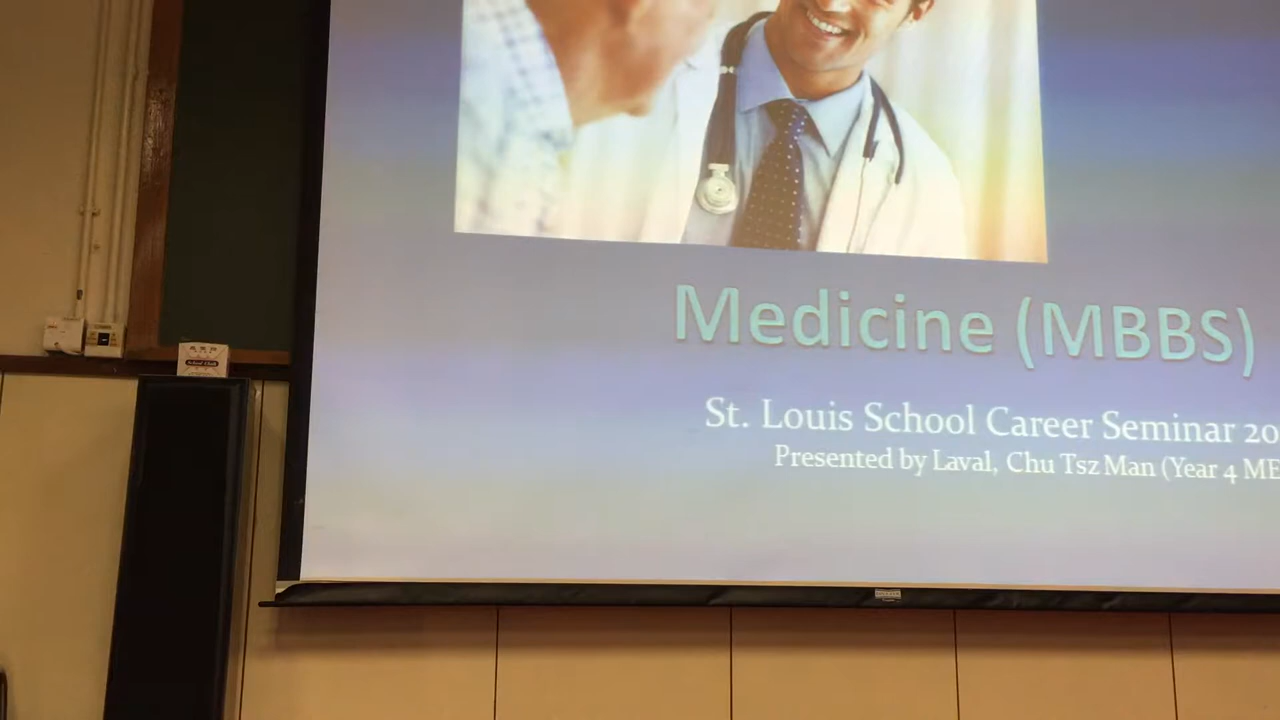 Medicine (MBBS)
St. Louis School Career Seminar 20
Presented by Laval, Chu Tsz Man (Year 4 ME